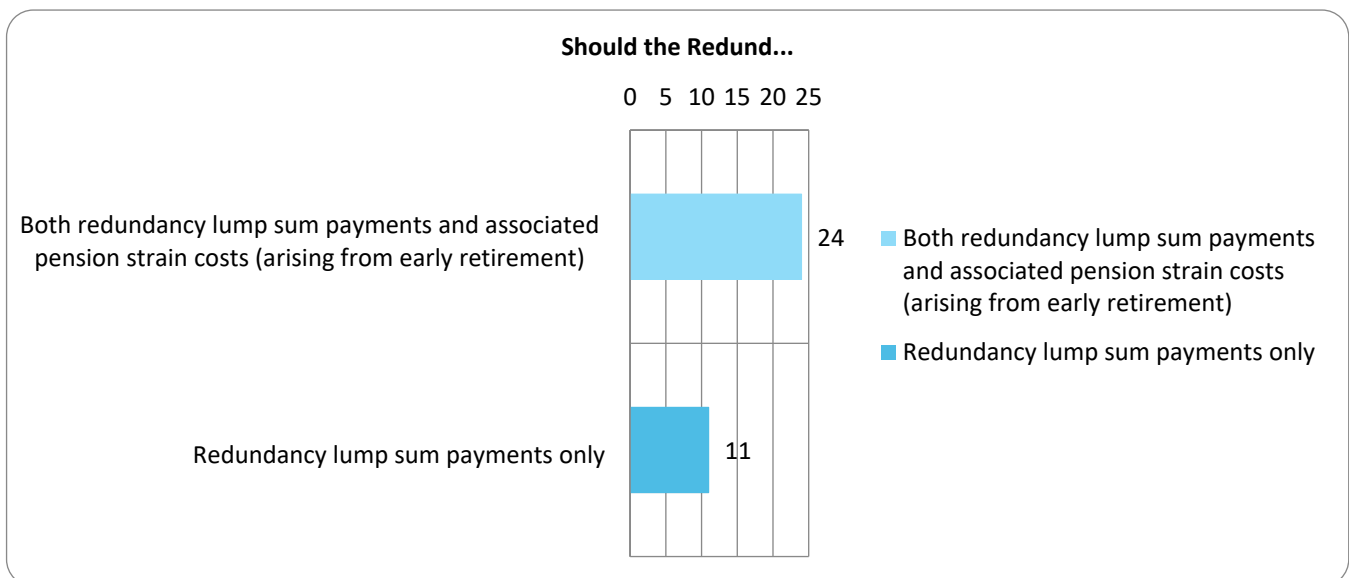 Should the Redund...
0 5 10 15 20 25
Both redundancy lump sum payments and associated
pension strain costs (arising from early retirement)
24
Both redundancy lump sum payments
and associated pension strain costs
(arising from early retirement)
Redundancy lump sum payments only
Redundancy lump sum payments only
11